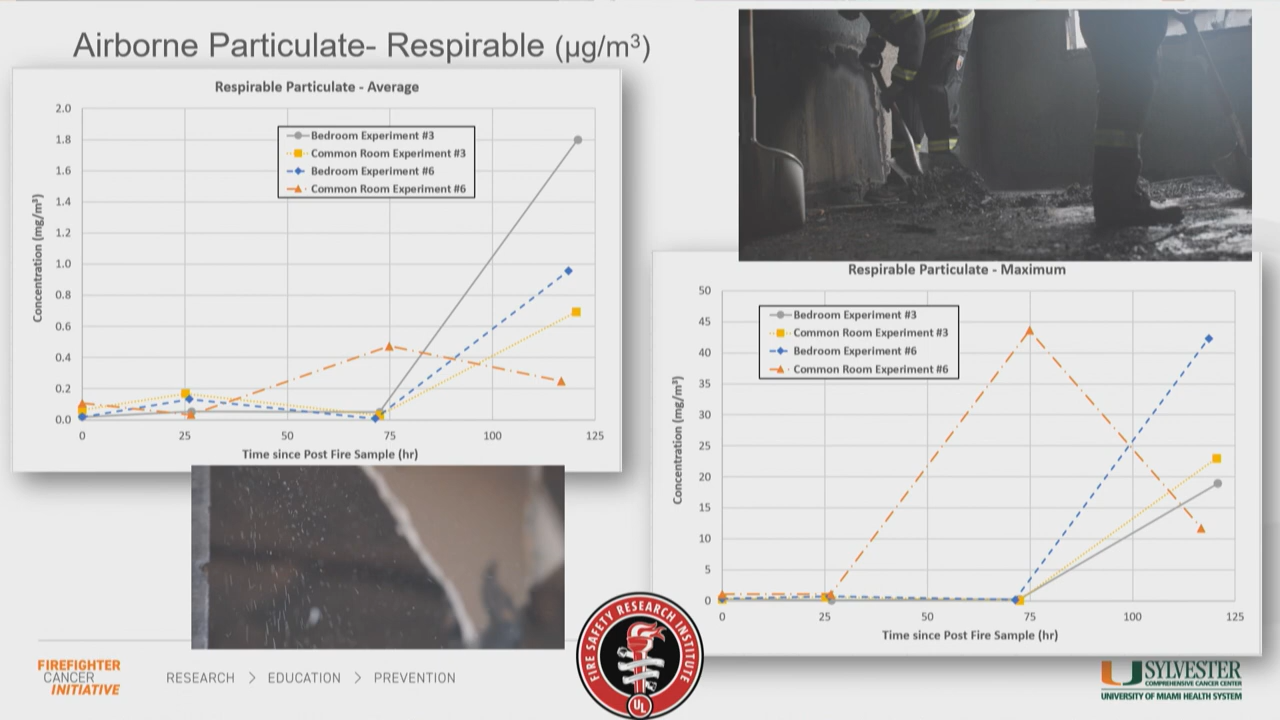 Airborne Particulate- Respirable (µg/m³)
Respirable Particulate - Average
2.0
1.8
1.6
1.4
1.2
1.0
0.8
0.6
0.4
0.2
0.0
Concentration (mg/m³)
Bedroom Experiment #3
Common Room Experiment #3
Bedroom Experiment #6
Common Room Experiment #6
0 25 50 75 100 125
Time since Post Fire Sample (hr)
Respirable Particulate - Maximum
50
45
40
35
30
25
20
15
10
5
0
Concentration (mg/m³)
Bedroom Experiment #3
Common Room Experiment #3
Bedroom Experiment #6
Common Room Experiment #6
0 25 50 75 100 125
Time since Post Fire Sample (hr)
FIREFIGHTER
CANCER
INITIATIVE
RESEARCH > EDUCATION > PREVENTION
FIRE SAFETY RESEARCH INSTITUTE
UL
SYLVESTER
COMPREHENSIVE CANCER CENTER
UNIVERSITY OF MIAMI HEALTH SYSTEM